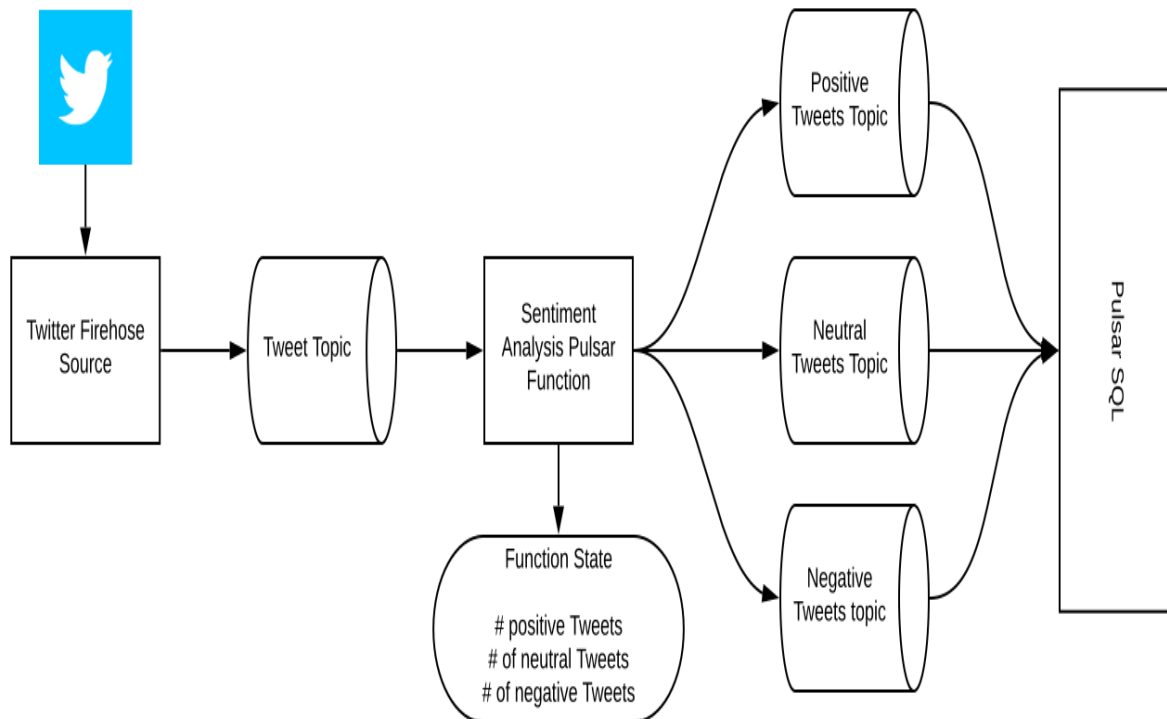 Twitter Firehose
Source
Tweet Topic
Sentiment
Analysis Pulsar
Function
Function State
# positive Tweets
# of neutral Tweets
# of negative Tweets
Positive
Tweets Topic
Neutral
Tweets Topic
Negative
Tweets topic
Pulsar SQL